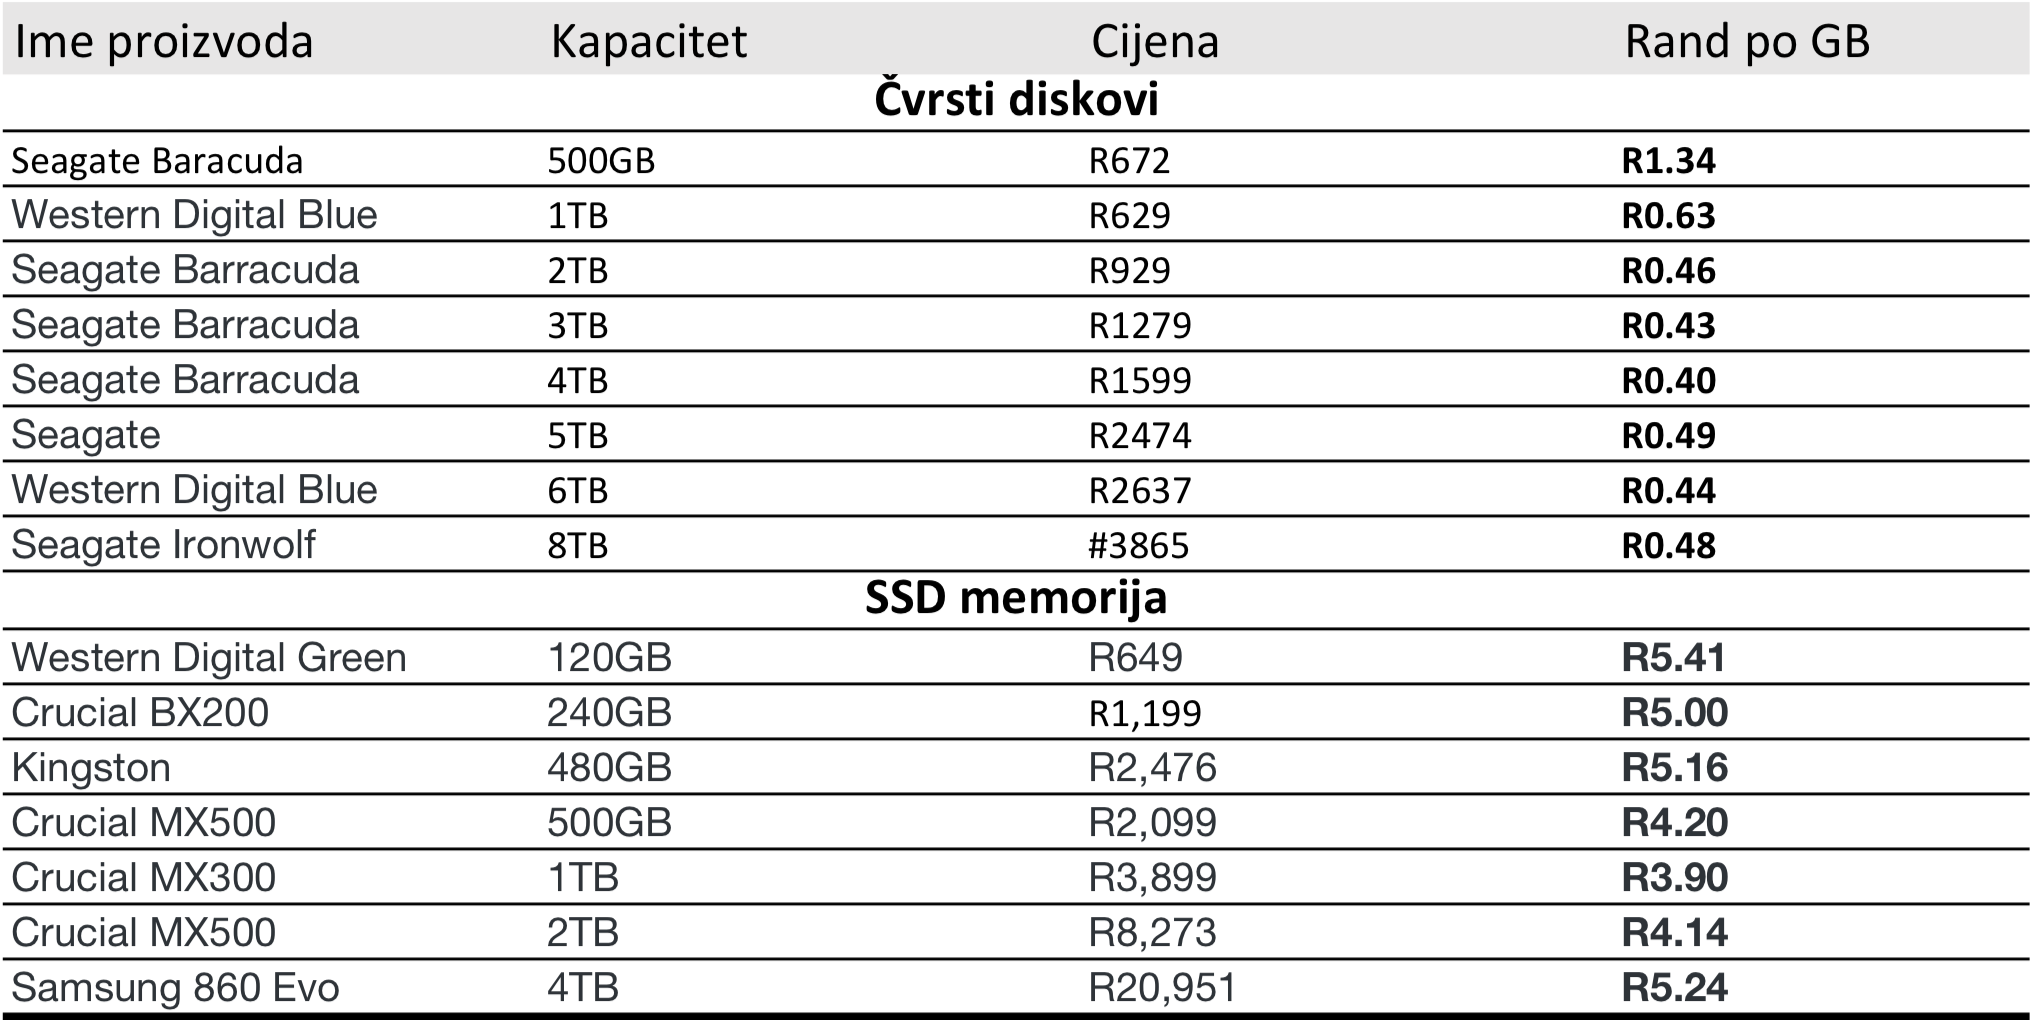 Ime proizvoda Kapacitet Cijena Rand po GB
Čvrsti diskovi
Seagate Baracuda 500GB R672 R1.34
Western Digital Blue 1TB R629 R0.63
Seagate Barracuda 2TB R929 R0.46
Seagate Barracuda 3TB R1279 R0.43
Seagate Barracuda 4TB R1599 R0.40
Seagate 5TB R2474 R0.49
Western Digital Blue 6TB R2637 R0.44
Seagate Ironwolf 8TB #3865 R0.48
SSD memorija
Western Digital Green 120GB R649 R5.41
Crucial BX200 240GB R1,199 R5.00
Kingston 480GB R2,476 R5.16
Crucial MX500 500GB R2,099 R4.20
Crucial MX300 1TB R3,899 R3.90
Crucial MX500 2TB R8,273 R4.14
Samsung 860 Evo 4TB R20,951 R5.24